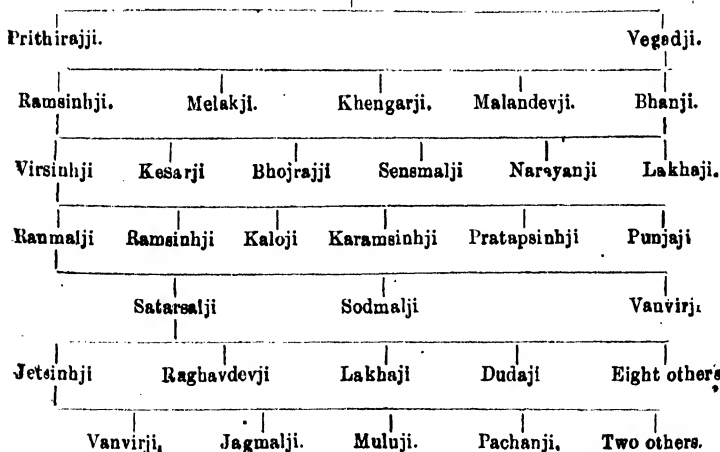 Prithirajji. Vegadji.
Ramsinhji. Melakji. Khengarji. Malandevji. Bhanji.
Virsinhji Kesarji Bhojrajji Sensmalji Narayanji Lakhaji.
Ranmalji Ramsinhji Kaloji Karamsinhji Pratapsinhji Punjaji
Satarsalji Sodmalji Vanvirji
Jetsinhji Raghavdevji Lakhaji Dudaji Eight others.
Vanvirji, Jagmalji. Muluji. Pachanji, Two others.